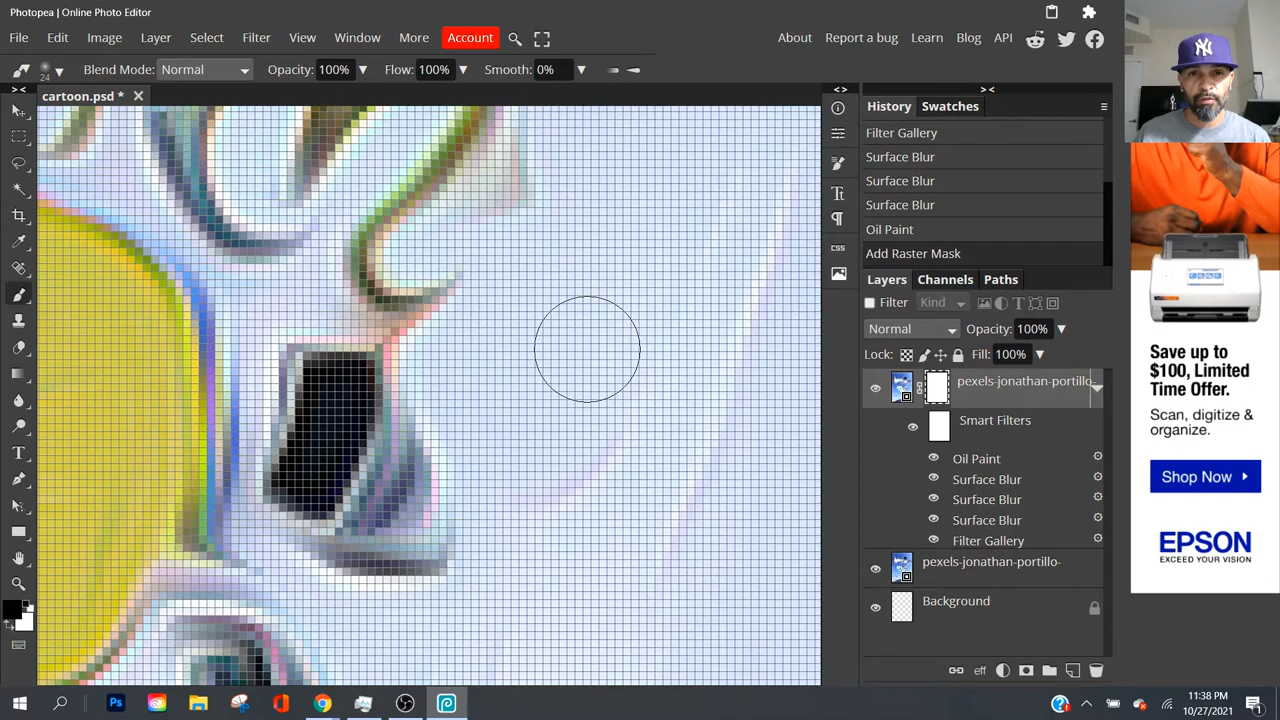 Photopea | Online Photo Editor
File Edit Image Layer Select Filter View Window More Account About Report a bug Learn Blog API
24 Blend Mode: Normal Opacity: 100% Flow: 100% Smooth: 0%
cartoon.psd *
History Swatches
Filter Gallery
Surface Blur
Surface Blur
Surface Blur
Oil Paint
Add Raster Mask
Layers Channels Paths
Filter Kind
Normal Opacity: 100%
Lock: Fill: 100%
pexels-jonathan-portillo-
Smart Filters
Oil Paint
Surface Blur
Surface Blur
Surface Blur
Filter Gallery
pexels-jonathan-portillo-
Background
css
eff
Save up to
$100, Limited
Time Offer.
Scan, digitize &
organize.
Shop Now
EPSON
EXCEED YOUR VISION
Ps
11:38 PM
10/27/2021